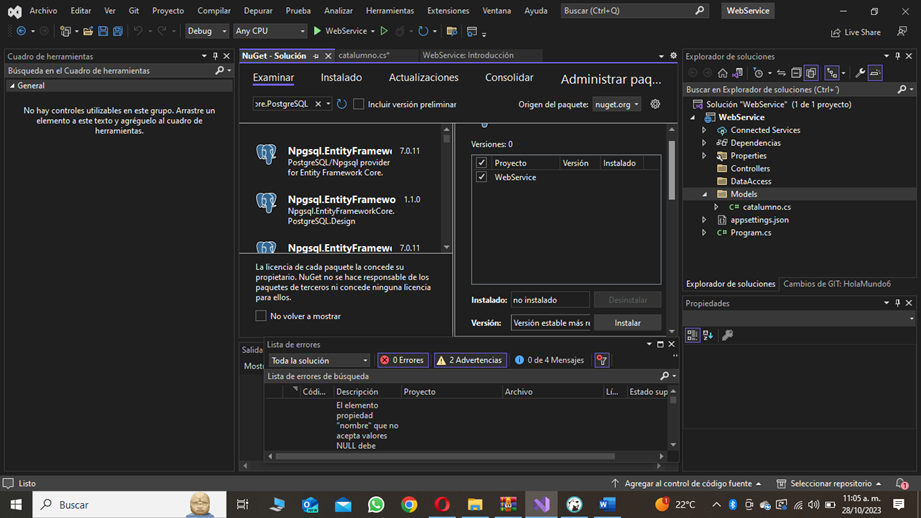 Archivo Editar Ver Git Proyecto Compilar Depurar Prueba Analizar Herramientas Extensiones Ventana Ayuda Buscar (Ctrl+Q) WebService
Debug Any CPU WebService Live Share
Cuadro de herramientas
Búsqueda en el Cuadro de herramientas
General
No hay controles utilizables en este grupo. Arrastre un
elemento a este texto y agréguelo al cuadro de
herramientas.
NuGet - Solución catalumno.cs* WebService: Introducción
Examinar Instalado Actualizaciones Consolidar Administrar paq...
re.PostgreSQL Incluir versión preliminar Origen del paquete: nuget.org
Npgsql.EntityFramew 7.0.11
PostgreSQL/Npgsql provider
for Entity Framework Core.
Npgsql.EntityFramewo 1.1.0
Npgsql.EntityFrameworkCore.
PostgreSQL.Design
Npgsql.EntityFramewo 7.0.11
La licencia de cada paquete la concede su
propietario. NuGet no se hace responsable de los
paquetes de terceros ni concede ninguna licencia
para ellos.
No volver a mostrar
Versiones: 0
Proyecto Versión Instalado
WebService
Instalado: no instalado Desinstalar
Versión: Versión estable más re Instalar
Salida
Mostr
Lista de errores
Toda la solución 0 Errores 2 Advertencias 0 de 4 Mensajes
Lista de errores de búsqueda
Códi... Descripción Proyecto Archivo Lí... Estado sup
El elemento
propiedad
"nombre" que no
acepta valores
NULL debe
Explorador de soluciones
Buscar en Explorador de soluciones (Ctrl+´)
Solución "WebService" (1 de 1 proyecto)
WebService
Connected Services
Dependencias
Properties
Controllers
DataAccess
Models
C# catalumno.cs
appsettings.json
C# Program.cs
Explorador de soluciones Cambios de GIT: HolaMundo6
Propiedades
Listo Agregar al control de código fuente Seleccionar repositorio
Buscar 22°C 11:05 a. m.
28/10/2023